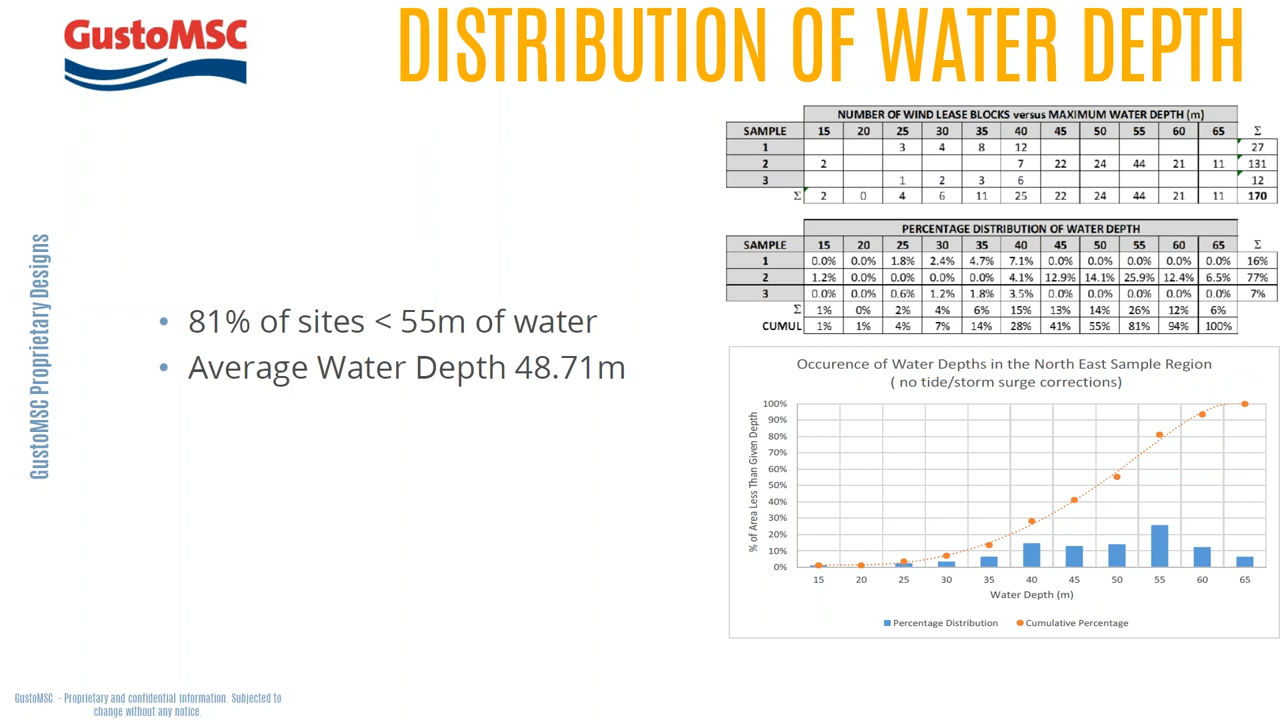 GustoMSC
DISTRIBUTION OF WATER DEPTH
GustoMSC Proprietary Designs
• 81% of sites < 55m of water
• Average Water Depth 48.71m
NUMBER OF WIND LEASE BLOCKS versus MAXIMUM WATER DEPTH (m)
SAMPLE 15 20 25 30 35 40 45 50 55 60 65 Σ
1 3 4 8 12 27
2 2 7 22 24 44 21 11 131
3 1 2 3 6 12
Σ 2 0 4 6 11 25 22 24 44 21 11 170
PERCENTAGE DISTRIBUTION OF WATER DEPTH
SAMPLE 15 20 25 30 35 40 45 50 55 60 65 Σ
1 0.0% 0.0% 1.8% 2.4% 4.7% 7.1% 0.0% 0.0% 0.0% 0.0% 0.0% 16%
2 1.2% 0.0% 0.0% 0.0% 0.0% 4.1% 12.9% 14.1% 25.9% 12.4% 6.5% 77%
3 0.0% 0.0% 0.6% 1.2% 1.8% 3.5% 0.0% 0.0% 0.0% 0.0% 0.0% 7%
Σ 1% 0% 2% 4% 6% 15% 13% 14% 26% 12% 6%
CUMUL 1% 1% 4% 7% 14% 28% 41% 55% 81% 94% 100%
Occurence of Water Depths in the North East Sample Region
( no tide/storm surge corrections)
% of Area Less Than Given Depth
100%
90%
80%
70%
60%
50%
40%
30%
20%
10%
0%
15 20 25 30 35 40 45 50 55 60 65
Water Depth (m)
Percentage Distribution Cumulative Percentage
GustoMSC. - Proprietary and confidential information. Subjected to
change without any notice.